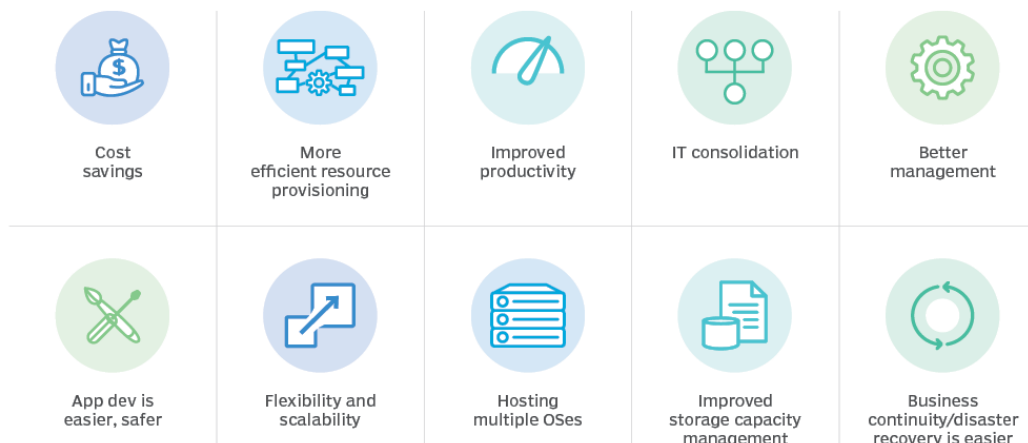 $
Cost
savings
More
efficient resource
provisioning
Improved
productivity
IT consolidation
Better
management
App dev is
easier, safer
Flexibility and
scalability
Hosting
multiple OSes
Improved
storage capacity
management
Business
continuity/disaster
recovery is easier